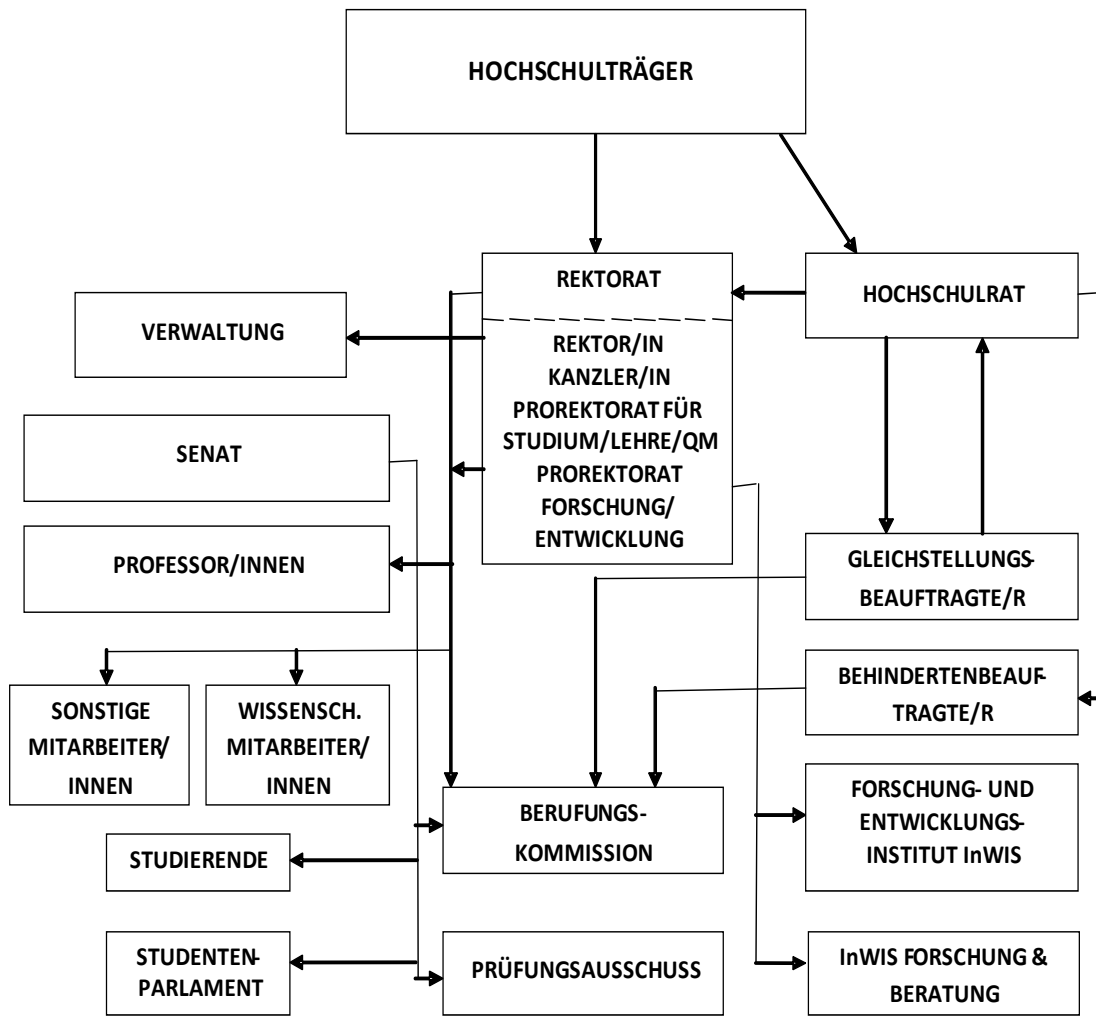 HOCHSCHULTRÄGER
REKTORAT
HOCHSCHULRAT
VERWALTUNG
REKTOR/IN
KANZLER/IN
PROREKTORAT FÜR
STUDIUM/LEHRE/QM
PROREKTORAT
FORSCHUNG/
ENTWICKLUNG
SENAT
PROFESSOR/INNEN
GLEICHSTELLUNGS-
BEAUFTRAGTE/R
SONSTIGE
MITARBEITER/
INNEN
WISSENSCH.
MITARBEITER/
INNEN
BEHINDERTENBEAUF-
TRAGTE/R
BERUFUNGS-
KOMMISSION
FORSCHUNG- UND
ENTWICKLUNGS-
INSTITUT InWIS
STUDIERENDE
STUDENTEN-
PARLAMENT
PRÜFUNGSAUSSCHUSS
InWIS FORSCHUNG &
BERATUNG